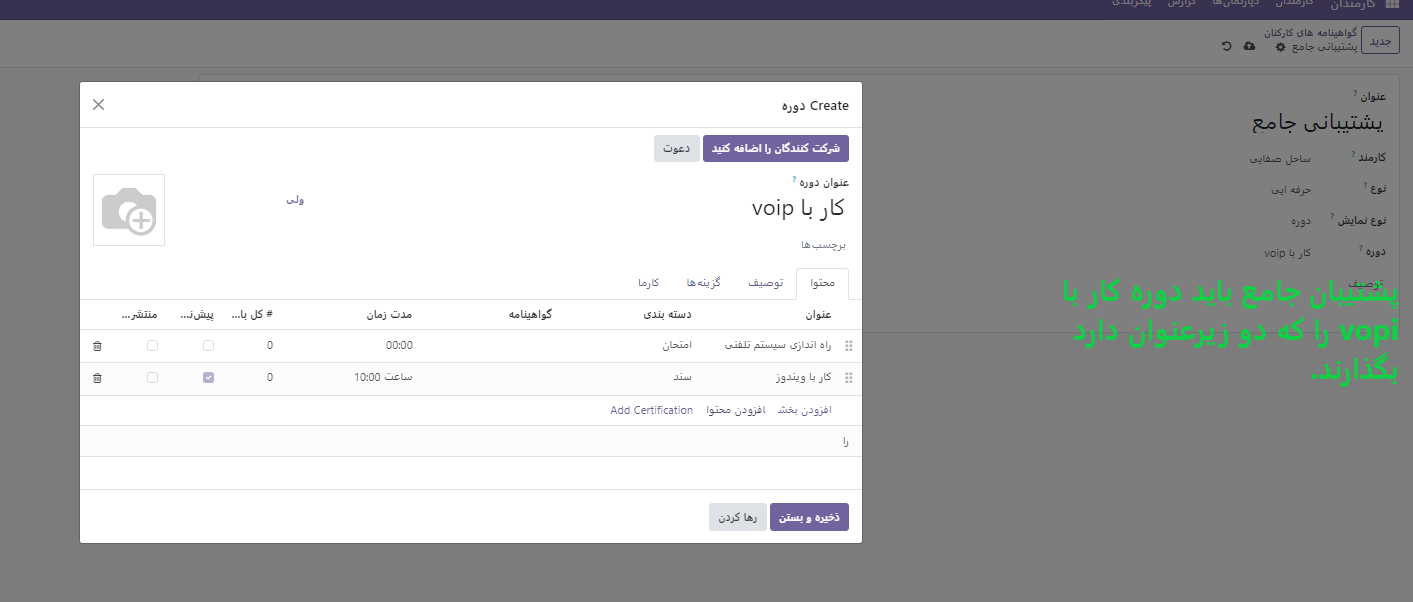 کارمندان کارمندان دپارتمان‌ها گزارش پیکربندی
جدید
گواهینامه های کارکنان
پشتیبانی جامع
عنوان ?
پشتیبانی جامع
کارمند ? ساحل صفایی
نوع ? حرفه ایی
نوع نمایش ? دوره
دوره ? کار با voip
توصیف
پشتیبان جامع باید دوره کار با
vopi را که دو زیرعنوان دارد
بگذارند.
Create دوره
شرکت کنندگان را اضافه کنید دعوت
عنوان دوره ?
کار با voip
ولی
برچسب‌ها
محتوا توصیف گزینه‌ها کارما
عنوان دسته بندی گواهینامه مدت زمان # کل با... پیش‌نـ... منتشر...
راه اندازی سیستم تلفنی امتحان 00:00 0
کار با ویندوز سند ساعت 10:00 0
افزودن بخش افزودن محتوا Add Certification
را
ذخیره و بستن رها کردن